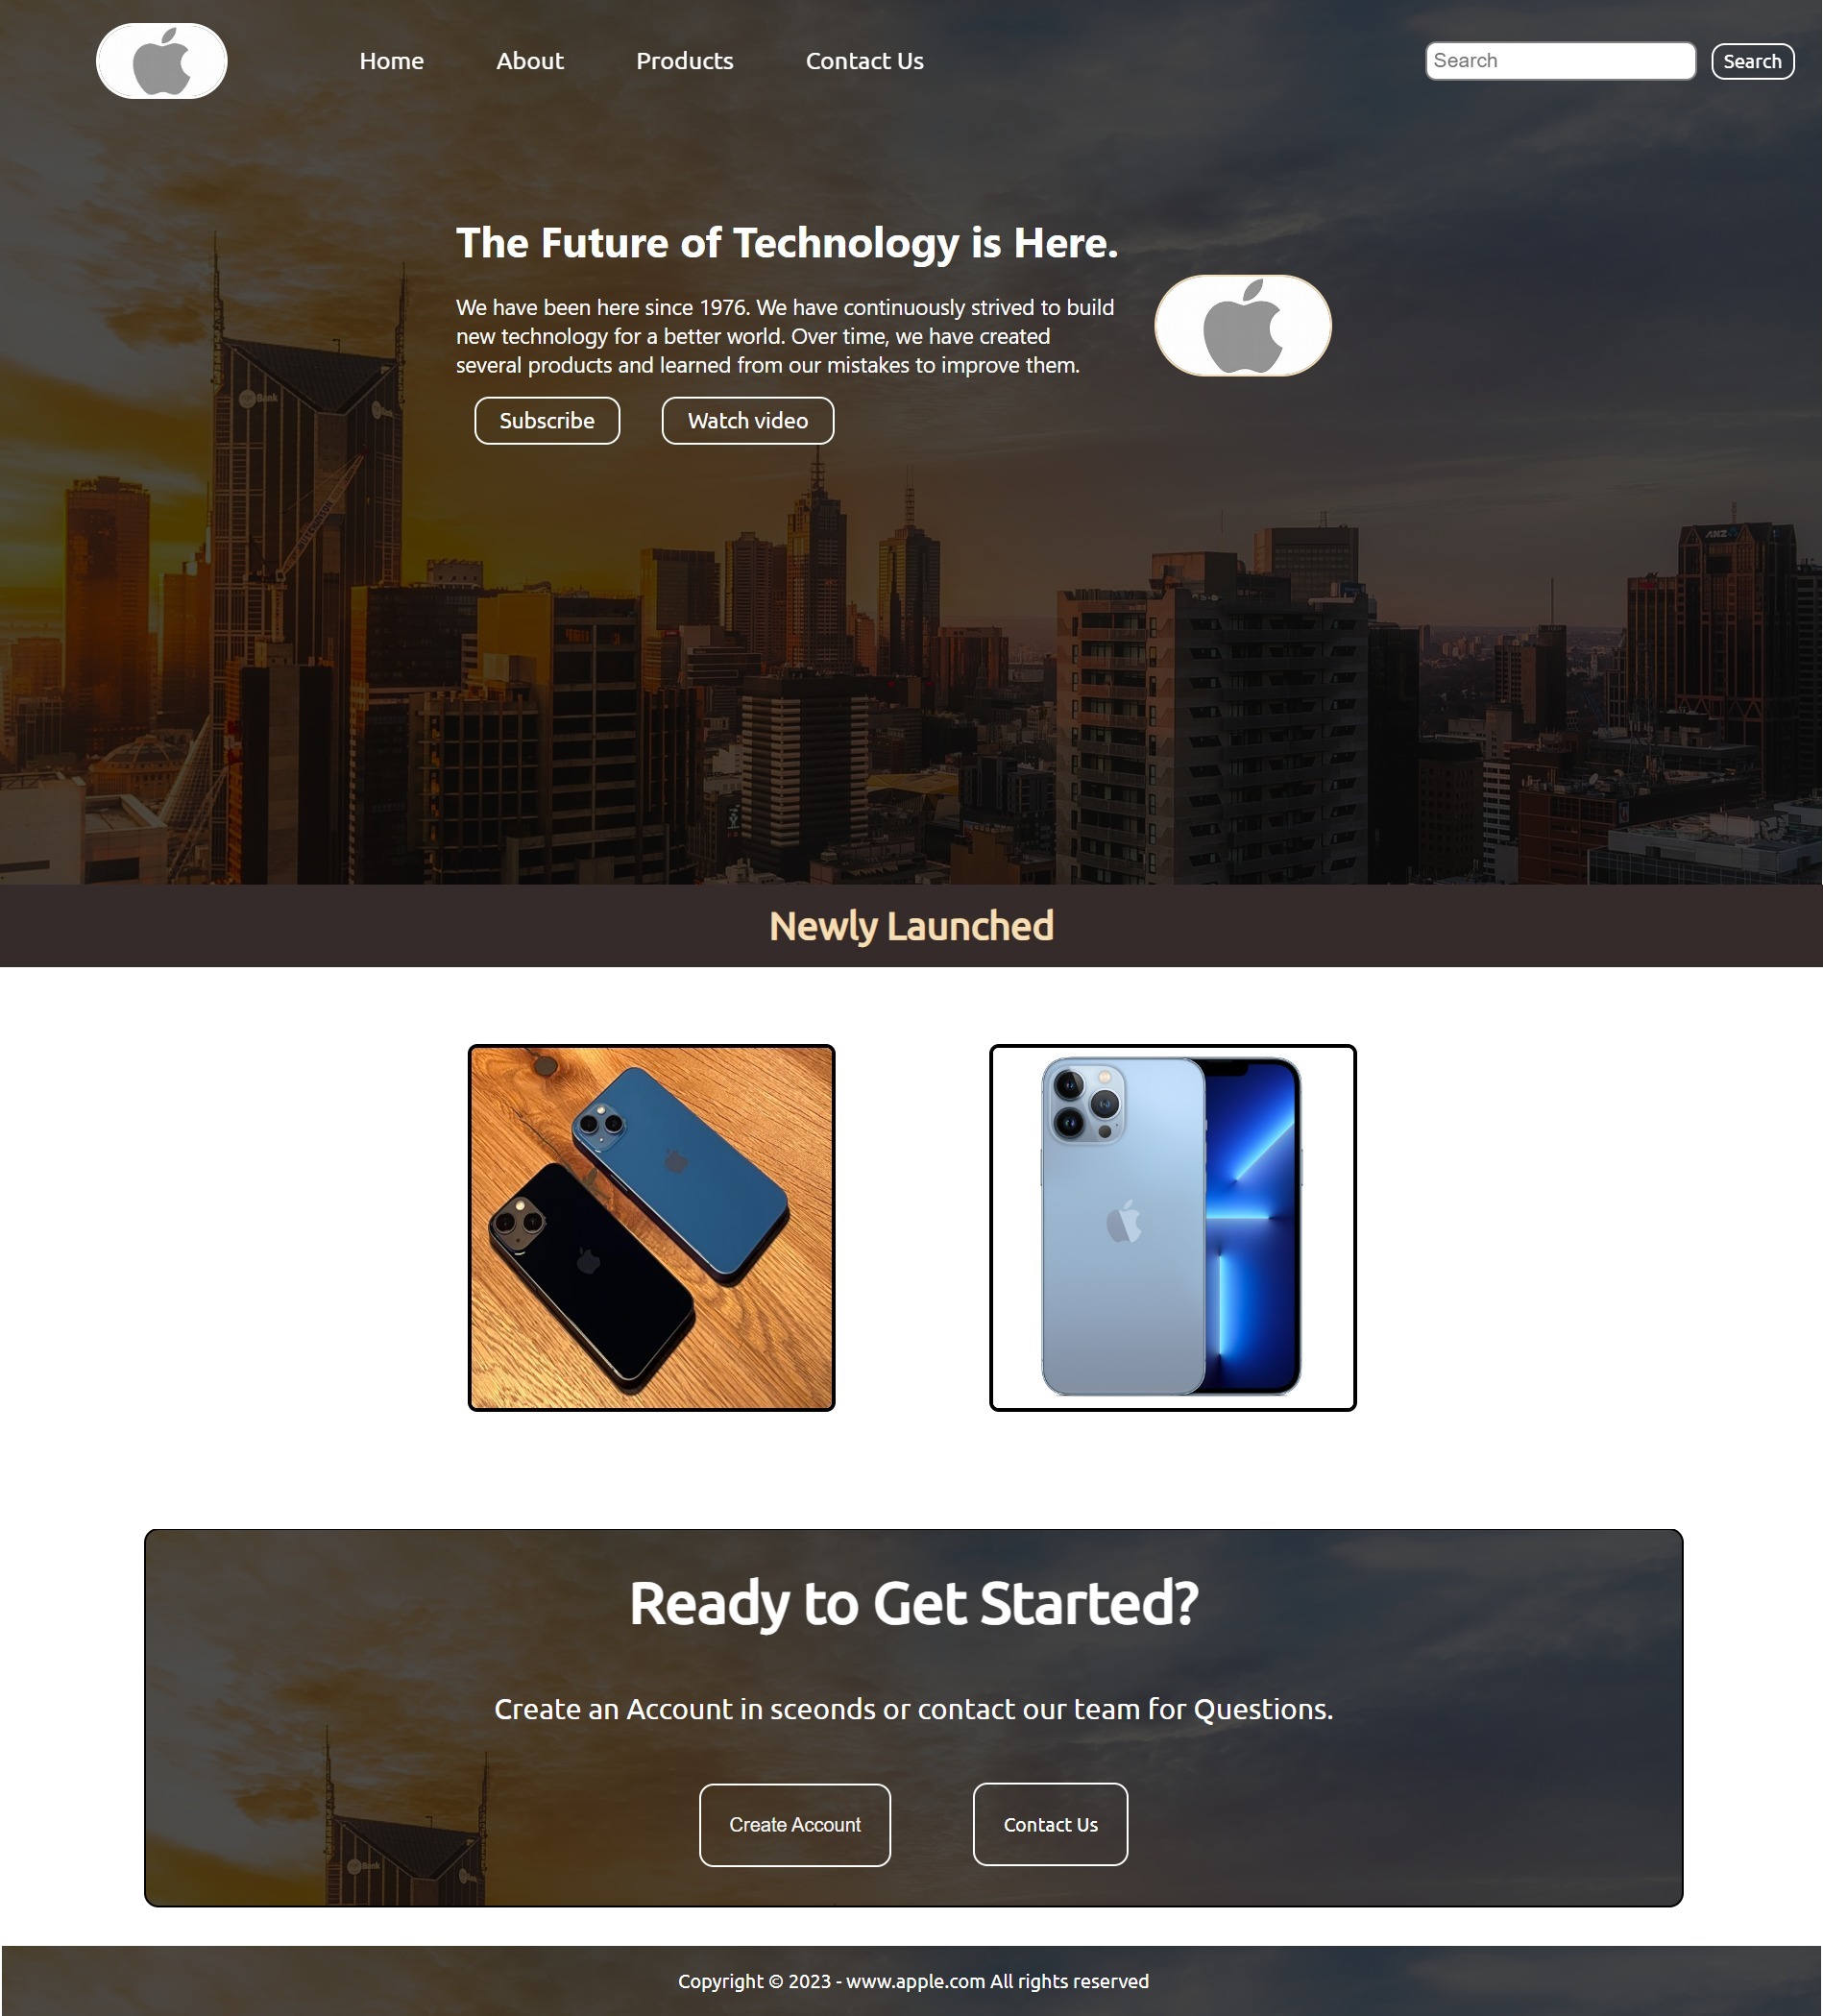 Home About Products Contact Us Search Search
The Future of Technology is Here.
We have been here since 1976. We have continuously strived to build
new technology for a better world. Over time, we have created
several products and learned from our mistakes to improve them.
Subscribe Watch video
Bank
ANZ
Newly Launched
Ready to Get Started?
Create an Account in sceonds or contact our team for Questions.
Create Account Contact Us
Bank
Copyright © 2023 - www.apple.com All rights reserved